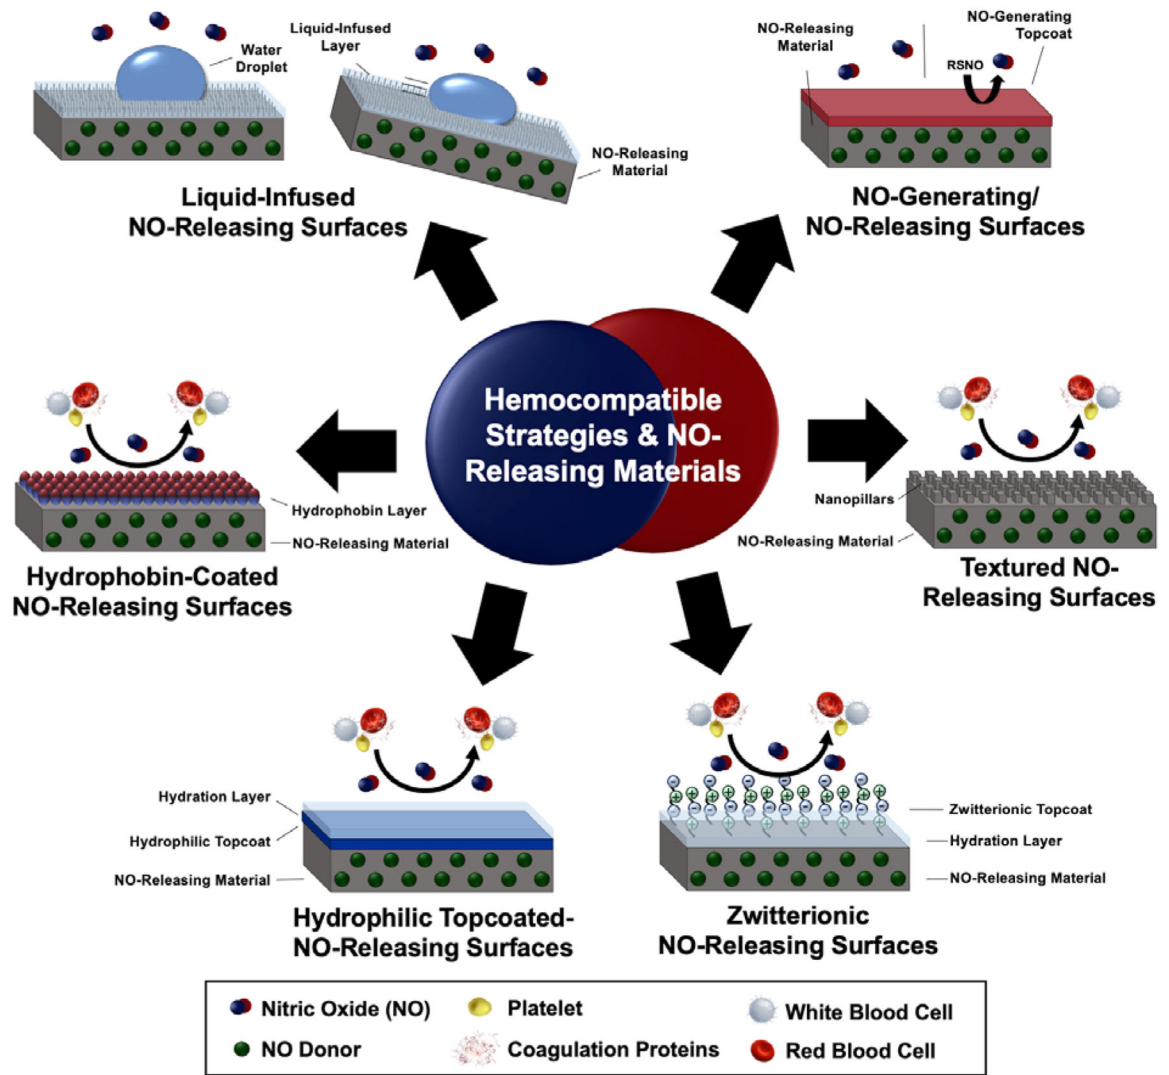 Water
Droplet
Liquid-Infused
Layer
NO-Releasing
Material
Liquid-Infused
NO-Releasing Surfaces
NO-Releasing
Material
NO-Generating
Topcoat
RSNO
NO-Generating/
NO-Releasing Surfaces
Hemocompatible
Strategies & NO-
Releasing Materials
Hydrophobin Layer
NO-Releasing Material
Hydrophobin-Coated
NO-Releasing Surfaces
Nanopillars
NO-Releasing Material
Textured NO-
Releasing Surfaces
Hydration Layer
Hydrophilic Topcoat
NO-Releasing Material
Hydrophilic Topcoated-
NO-Releasing Surfaces
Zwitterionic Topcoat
Hydration Layer
NO-Releasing Material
Zwitterionic
NO-Releasing Surfaces
Nitric Oxide (NO)
Platelet
White Blood Cell
NO Donor
Coagulation Proteins
Red Blood Cell